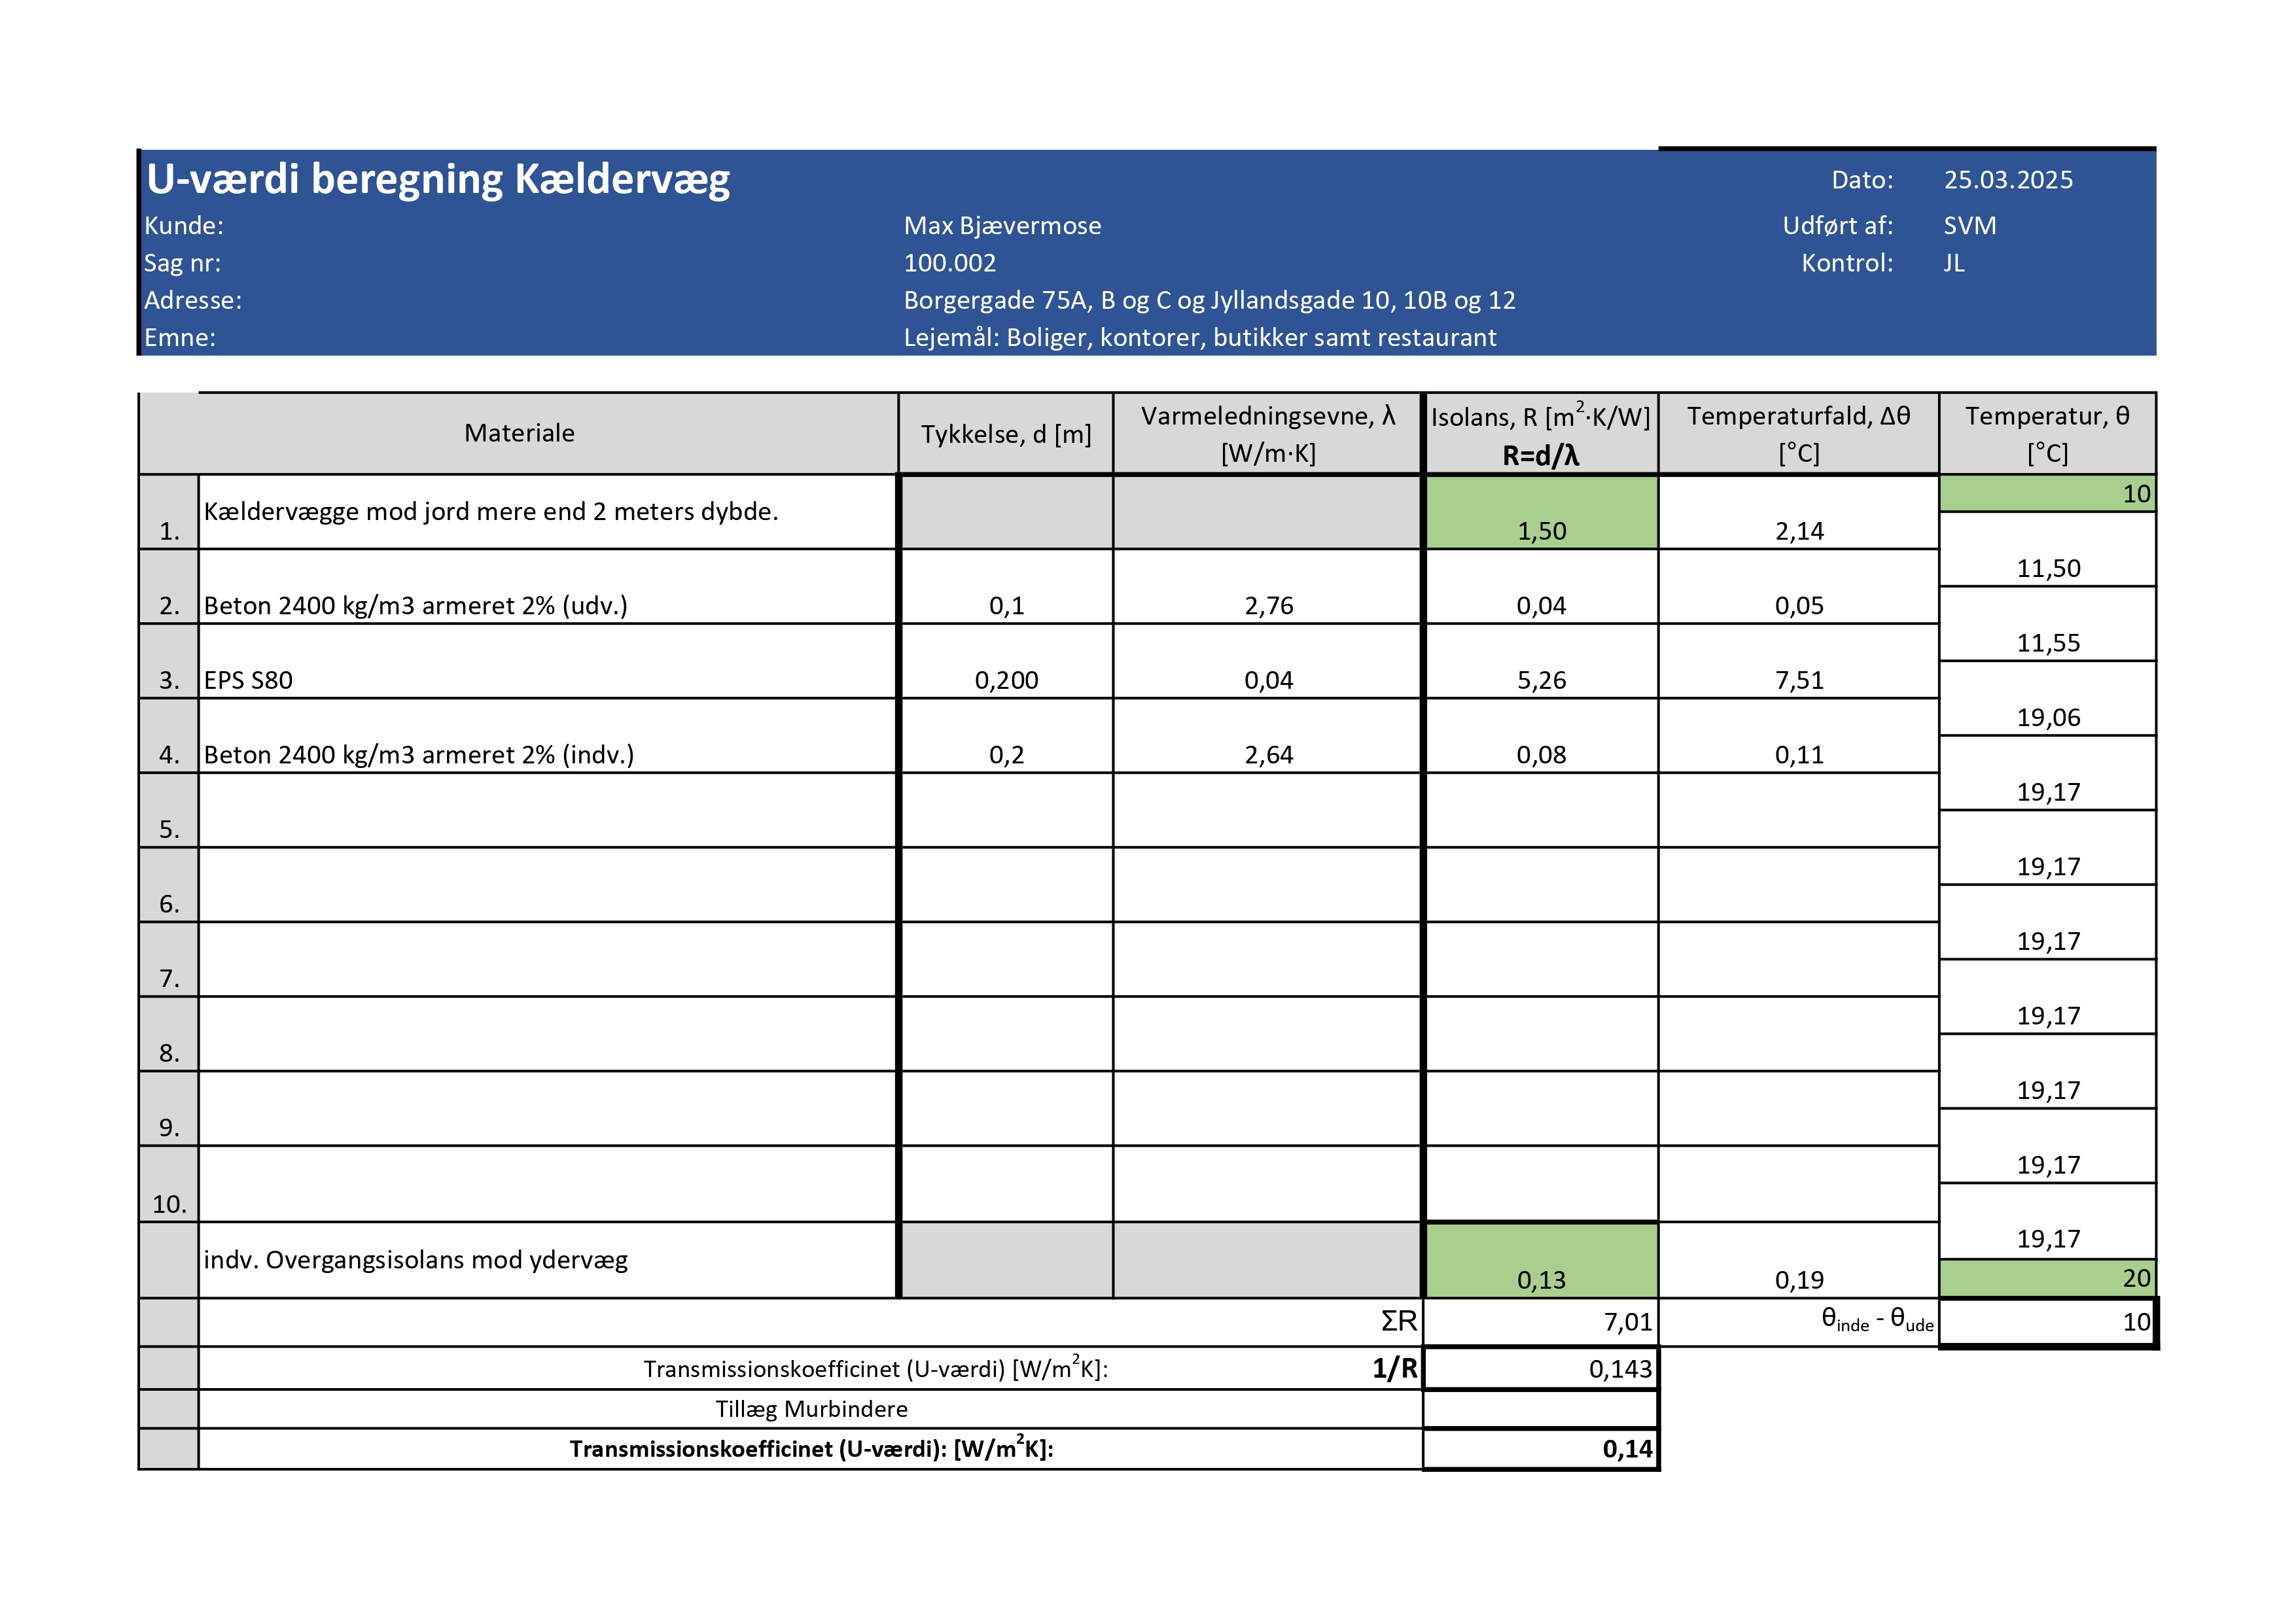 U-værdi beregning Kældervæg Dato: 25.03.2025
Kunde: Max Bjævermose Udført af: SVM
Sag nr: 100.002 Kontrol: JL
Adresse: Borgergade 75A, B og C og Jyllandsgade 10, 10B og 12
Emne: Lejemål: Boliger, kontorer, butikker samt restaurant
Materiale Tykkelse, d [m] Varmeledningsevne, λ [W/m·K] Isolans, R [m²·K/W] R=d/λ Temperaturfald, Δθ [°C] Temperatur, θ [°C]
10
1. Kældervægge mod jord mere end 2 meters dybde. 1,50 2,14
11,50
2. Beton 2400 kg/m3 armeret 2% (udv.) 0,1 2,76 0,04 0,05
11,55
3. EPS S80 0,200 0,04 5,26 7,51
19,06
4. Beton 2400 kg/m3 armeret 2% (indv.) 0,2 2,64 0,08 0,11
19,17
5.
19,17
6.
19,17
7.
19,17
8.
19,17
9.
19,17
10.
19,17
indv. Overgangsisolans mod ydervæg 0,13 0,19
20
ΣR 7,01 θinde - θude 10
Transmissionskoefficinet (U-værdi) [W/m²K]: 1/R 0,143
Tillæg Murbindere
Transmissionskoefficinet (U-værdi): [W/m²K]: 0,14